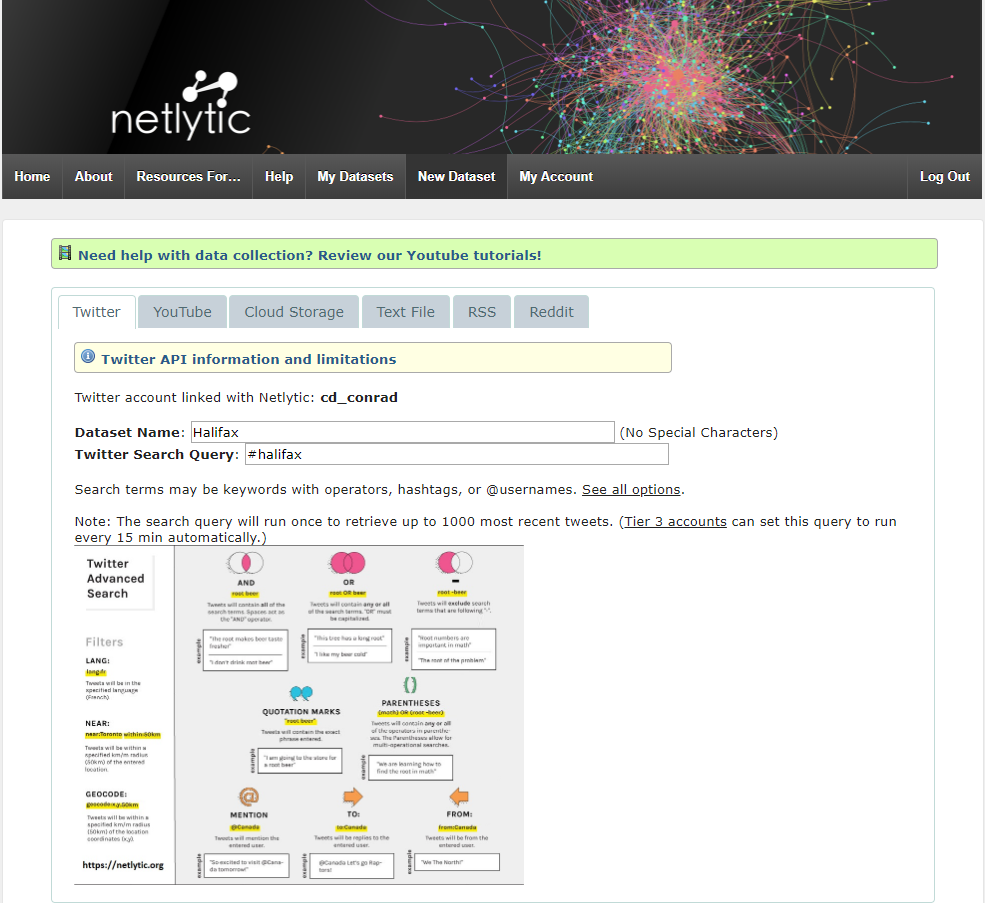 netlytic
Home About Resources For... Help My Datasets New Dataset My Account Log Out
Need help with data collection? Review our Youtube tutorials!
Twitter YouTube Cloud Storage Text File RSS Reddit
Twitter API information and limitations
Twitter account linked with Netlytic: cd_conrad
Dataset Name: Halifax (No Special Characters)
Twitter Search Query: #halifax
Search terms may be keywords with operators, hashtags, or @usernames. See all options.
Note: The search query will run once to retrieve up to 1000 most recent tweets. (Tier 3 accounts can set this query to run
every 15 min automatically.)
Twitter
Advanced
Search
Filters
LANG:
lang:fr
Tweets will be in the
specified language
(French).
NEAR:
near:Toronto within:50km
Tweets will be within a
specified km/m radius
(50km) of the entered
location.
GEOCODE:
geocode:x,y,50km
Tweets will be within a
specified km/m radius
(50km) of the location
coordinates (x,y).
https://netlytic.org
AND
root beer
Tweets will contain all of the
search terms. Spaces act as
the "AND" operator.
example
"The root makes beer taste
fresher"
"I don't drink root beer"
OR
root OR beer
Tweets will contain any or all
of the search terms. "OR" must
be capitalized.
example
"This tree has a long root"
"I like my beer cold"
-
root -beer
Tweets will exclude search
terms that are following "-".
example
"Root numbers are
important in math"
"The root of the problem"
QUOTATION MARKS
"root beer"
Tweets will contain the exact
phrase entered.
example
"I am going to the store for
a root beer"
()
PARENTHESES
(math) OR (root -beer)
Tweets will contain any or all
of the operators in parenthe-
ses. The Parentheses allow for
multi-operational searches.
example
"We are learning how to
find the root in math"
@
MENTION
@Canada
Tweets will mention the
entered user.
example
"So excited to visit @Cana-
da tomorrow!"
TO:
to:Canada
Tweets will be replies to the
entered user.
example
@Canada Let's go Rap-
tors!
FROM:
from:Canada
Tweets will be from the
entered user.
example
"We The North!"